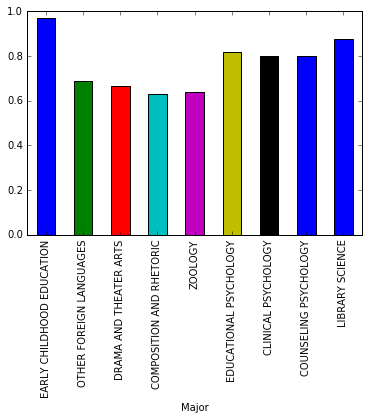 1.0
0.8
0.6
0.4
0.2
0.0
EARLY CHILDHOOD EDUCATION
OTHER FOREIGN LANGUAGES
DRAMA AND THEATER ARTS
COMPOSITION AND RHETORIC
ZOOLOGY
EDUCATIONAL PSYCHOLOGY
CLINICAL PSYCHOLOGY
COUNSELING PSYCHOLOGY
LIBRARY SCIENCE
Major